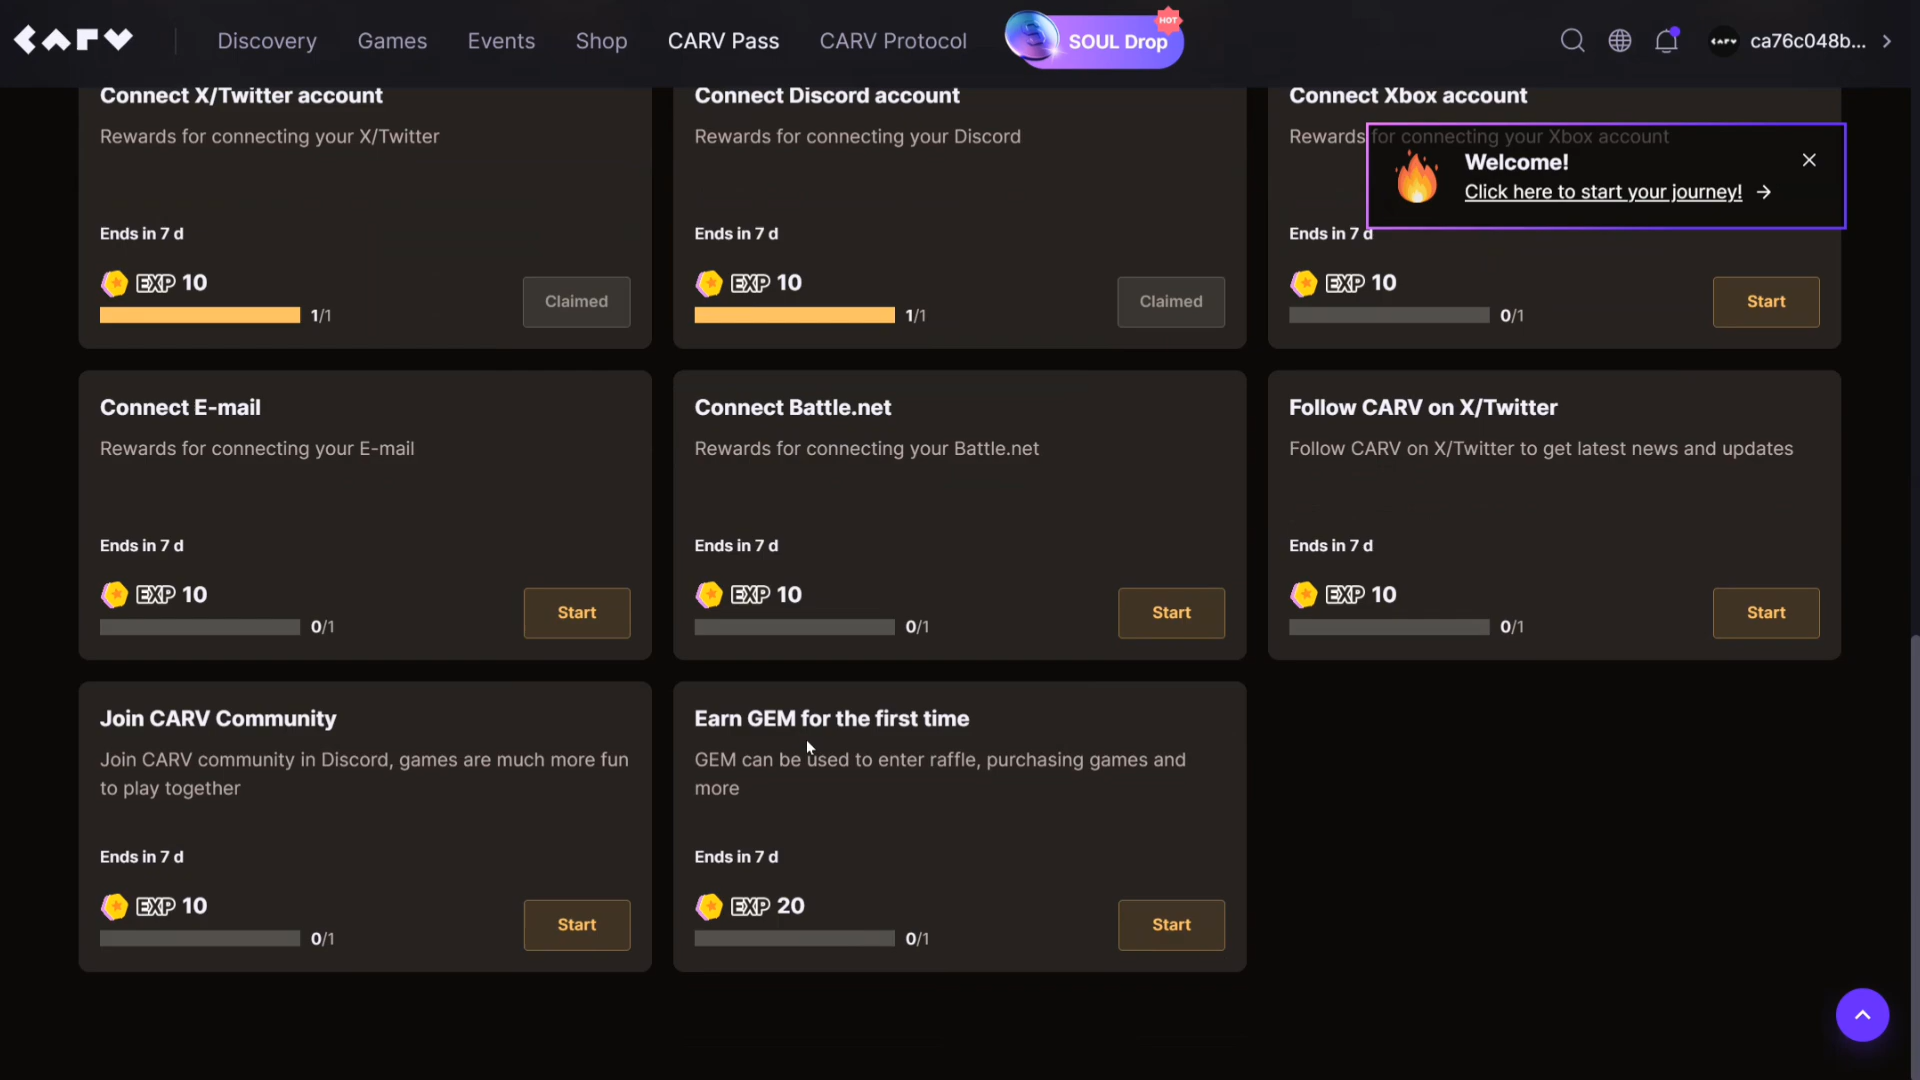 CARV
Discovery
Games
Events
Shop
CARV Pass
CARV Protocol
SOUL Drop
HOT
ca76c048b...
Connect X/Twitter account
Rewards for connecting your X/Twitter
Ends in 7 d
EXP 10
1/1
Claimed
Connect Discord account
Rewards for connecting your Discord
Ends in 7 d
EXP 10
1/1
Claimed
Connect Xbox account
Rewards for connecting your Xbox account
Ends in 7 d
EXP 10
0/1
Start
Welcome!
Click here to start your journey!
Connect E-mail
Rewards for connecting your E-mail
Ends in 7 d
EXP 10
0/1
Start
Connect Battle.net
Rewards for connecting your Battle.net
Ends in 7 d
EXP 10
0/1
Start
Follow CARV on X/Twitter
Follow CARV on X/Twitter to get latest news and updates
Ends in 7 d
EXP 10
0/1
Start
Join CARV Community
Join CARV community in Discord, games are much more fun
to play together
Ends in 7 d
EXP 10
0/1
Start
Earn GEM for the first time
GEM can be used to enter raffle, purchasing games and
more
Ends in 7 d
EXP 20
0/1
Start